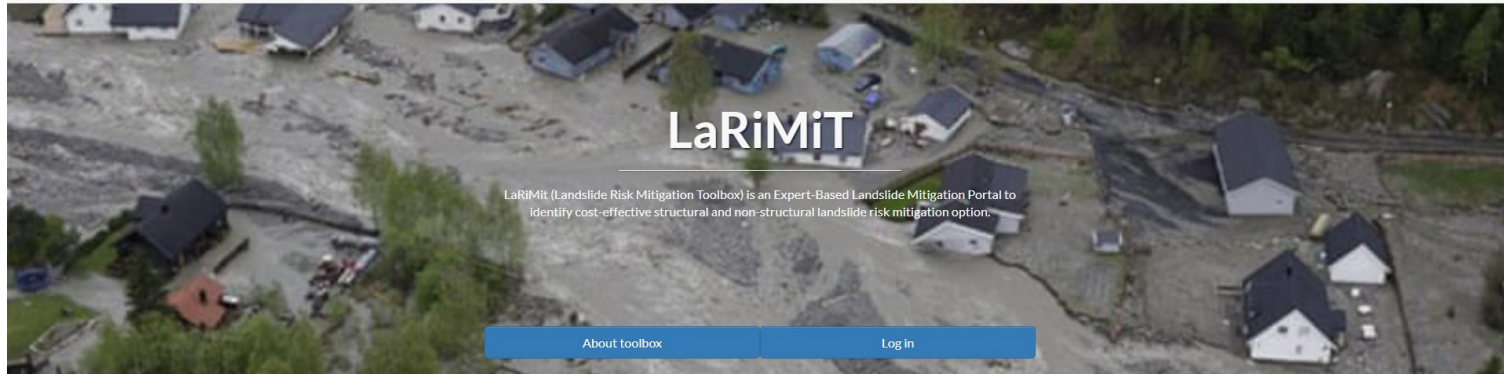 LaRiMiT
LaRiMit (Landslide Risk Mitigation Toolbox) is an Expert-Based Landslide Mitigation Portal to
identify cost-effective structural and non-structural landslide risk mitigation option.
About toolbox
Log in